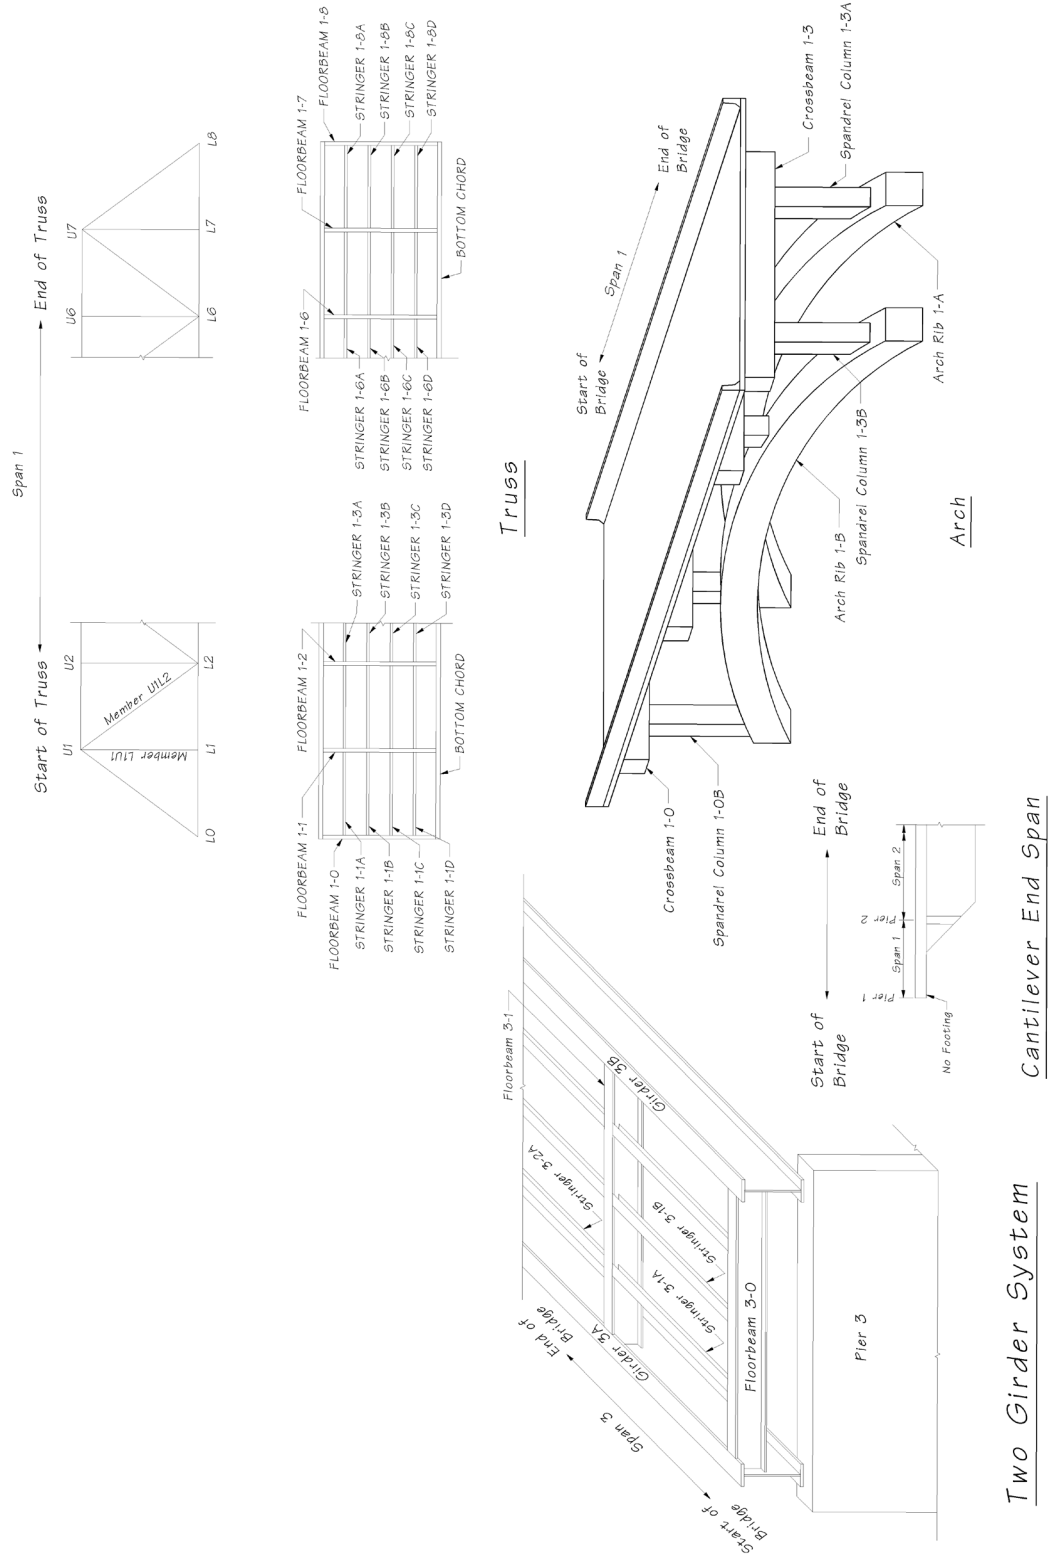 Span 1
Start of Truss
End of Truss
U1
U2
U6
U7
Member L1U1
Member U1L2
L0
L1
L2
L6
L7
L8
FLOORBEAM 1-1
FLOORBEAM 1-2
FLOORBEAM 1-6
FLOORBEAM 1-7
FLOORBEAM 1-0
FLOORBEAM 1-8
STRINGER 1-1A
STRINGER 1-1B
STRINGER 1-1C
STRINGER 1-1D
STRINGER 1-3A
STRINGER 1-3B
STRINGER 1-3C
STRINGER 1-3D
BOTTOM CHORD
STRINGER 1-6A
STRINGER 1-6B
STRINGER 1-6C
STRINGER 1-6D
STRINGER 1-8A
STRINGER 1-8B
STRINGER 1-8C
STRINGER 1-8D
BOTTOM CHORD
Truss
Floorbeam 3-1
Girder 3B
Stringer 3-2A
Stringer 3-1B
Stringer 3-1A
Girder 3A
Floorbeam 3-0
End of
Bridge
Span 3
Start of
Bridge
Pier 3
Two Girder System
Start of
Bridge
Span 1
End of
Bridge
Crossbeam 1-0
Spandrel Column 1-0B
Arch Rib 1-B
Spandrel Column 1-3B
Arch Rib 1-A
Crossbeam 1-3
Spandrel Column 1-3A
Arch
Start of
Bridge
End of
Bridge
Pier 1
Span 1
Pier 2
Span 2
No Footing
Cantilever End Span